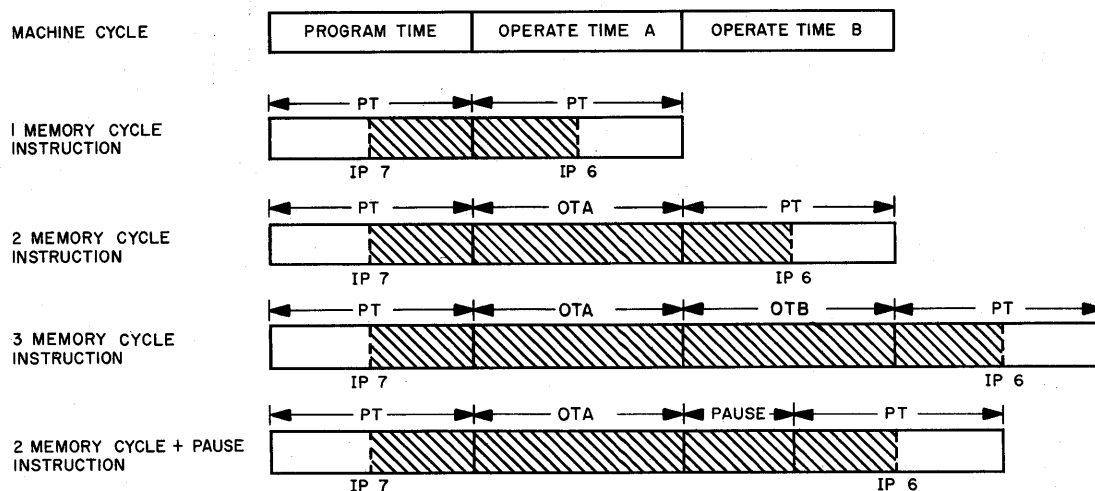 MACHINE CYCLE
PROGRAM TIME OPERATE TIME A OPERATE TIME B
PT PT
1 MEMORY CYCLE
INSTRUCTION
IP 7 IP 6
PT OTA PT
2 MEMORY CYCLE
INSTRUCTION
IP 7 IP 6
PT OTA OTB PT
3 MEMORY CYCLE
INSTRUCTION
IP 7 IP 6
PT OTA PAUSE PT
2 MEMORY CYCLE + PAUSE
INSTRUCTION
IP 7 IP 6